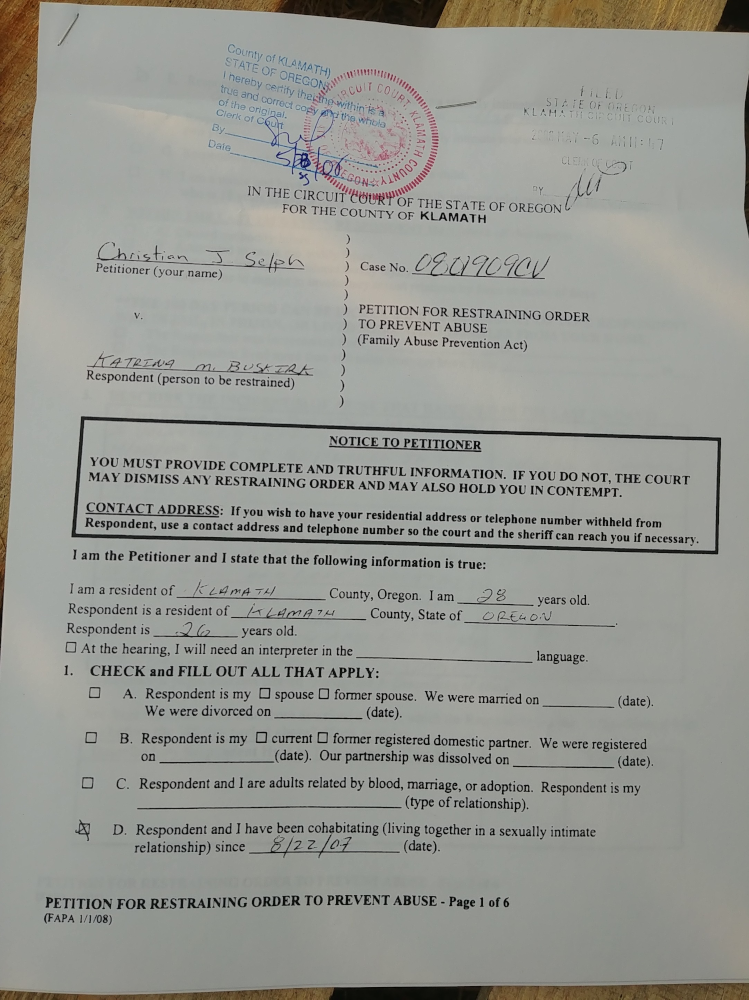 County of KLAMATH)
STATE OF OREGON)
I hereby certify that the within is a
true and correct copy and the whole
of the original.
Clerk of Court
By
Date
CIRCUIT COURT KLAMATH COUNTY OREGON
FILED
STATE OF OREGON
KLAMATH CIRCUIT COURT
MAY -6 AM 11: 17
CLERK OF COURT
BY
IN THE CIRCUIT COURT OF THE STATE OF OREGON
FOR THE COUNTY OF KLAMATH
Christian J Selph
Petitioner (your name)
v.
KATRINA M. BUSKIRK
Respondent (person to be restrained)
)
)
)
)
)
)
)
)
)
)
)
Case No. 0801909CV
PETITION FOR RESTRAINING ORDER
TO PREVENT ABUSE
(Family Abuse Prevention Act)
NOTICE TO PETITIONER
YOU MUST PROVIDE COMPLETE AND TRUTHFUL INFORMATION. IF YOU DO NOT, THE COURT
MAY DISMISS ANY RESTRAINING ORDER AND MAY ALSO HOLD YOU IN CONTEMPT.
CONTACT ADDRESS: If you wish to have your residential address or telephone number withheld from
Respondent, use a contact address and telephone number so the court and the sheriff can reach you if necessary.
I am the Petitioner and I state that the following information is true:
I am a resident of KLAMATH County, Oregon. I am 28 years old.
Respondent is a resident of KLAMATH County, State of OREGON.
Respondent is 26 years old.
☐ At the hearing, I will need an interpreter in the ____ language.
1. CHECK and FILL OUT ALL THAT APPLY:
☐ A. Respondent is my ☐ spouse ☐ former spouse. We were married on ____ (date).
We were divorced on ____ (date).
☐ B. Respondent is my ☐ current ☐ former registered domestic partner. We were registered
on ____ (date). Our partnership was dissolved on ____ (date).
☐ C. Respondent and I are adults related by blood, marriage, or adoption. Respondent is my
____ (type of relationship).
☒ D. Respondent and I have been cohabitating (living together in a sexually intimate
relationship) since 8/22/07 (date).
PETITION FOR RESTRAINING ORDER TO PREVENT ABUSE - Page 1 of 6
(FAPA 1/1/08)